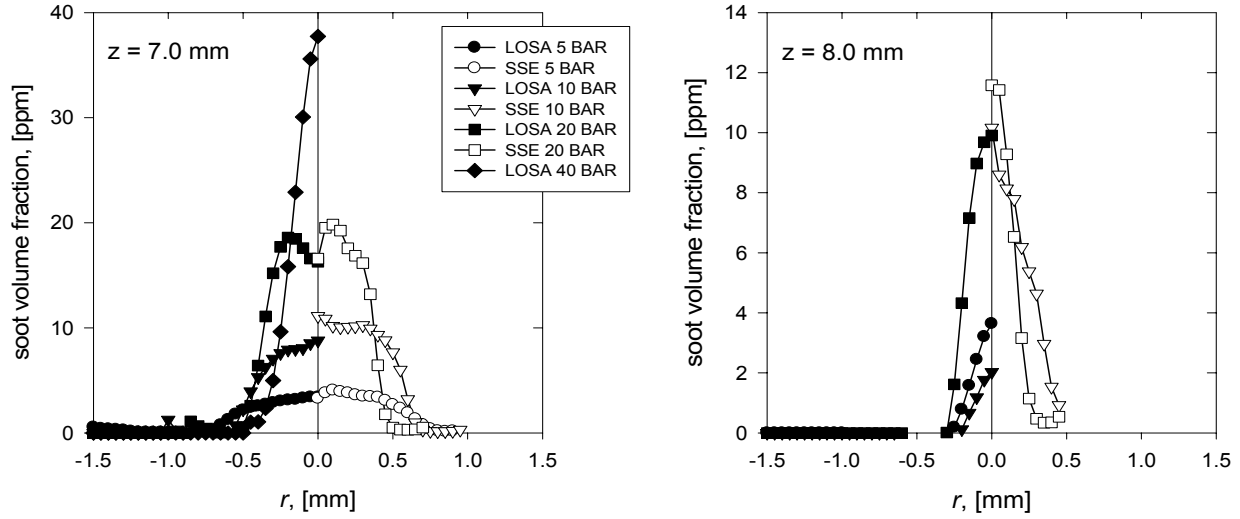 z = 7.0 mm
soot volume fraction, [ppm]
40
30
20
10
0
-1.5 -1.0 -0.5 0.0 0.5 1.0 1.5
r, [mm]
LOSA 5 BAR
SSE 5 BAR
LOSA 10 BAR
SSE 10 BAR
LOSA 20 BAR
SSE 20 BAR
LOSA 40 BAR
z = 8.0 mm
soot volume fraction, [ppm]
14
12
10
8
6
4
2
0
-1.5 -1.0 -0.5 0.0 0.5 1.0 1.5
r, [mm]